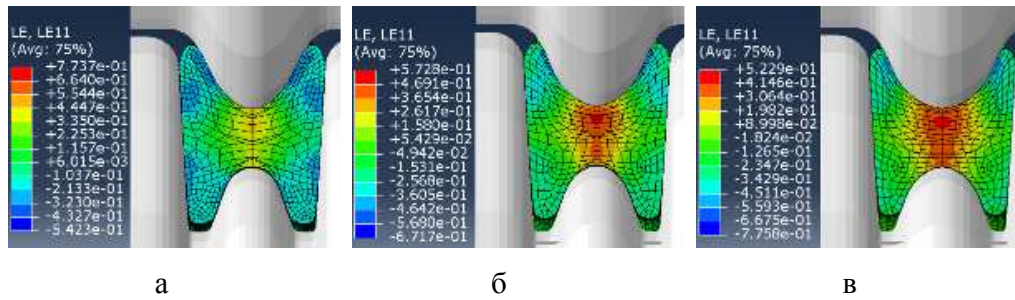 LE, LE11
(Avg: 75%)
+7.737e-01
+6.640e-01
+5.544e-01
+4.447e-01
+3.350e-01
+2.253e-01
+1.157e-01
+6.015e-03
-1.037e-01
-2.133e-01
-3.230e-01
-4.327e-01
-5.423e-01
LE, LE11
(Avg: 75%)
+5.728e-01
+4.691e-01
+3.654e-01
+2.617e-01
+1.580e-01
+5.429e-02
-4.942e-02
-1.531e-01
-2.568e-01
-3.605e-01
-4.642e-01
-5.680e-01
-6.717e-01
LE, LE11
(Avg: 75%)
+5.229e-01
+4.146e-01
+3.064e-01
+1.982e-01
+8.998e-02
-1.824e-02
-1.265e-01
-2.347e-01
-3.429e-01
-4.511e-01
-5.593e-01
-6.675e-01
-7.758e-01
а
б
в